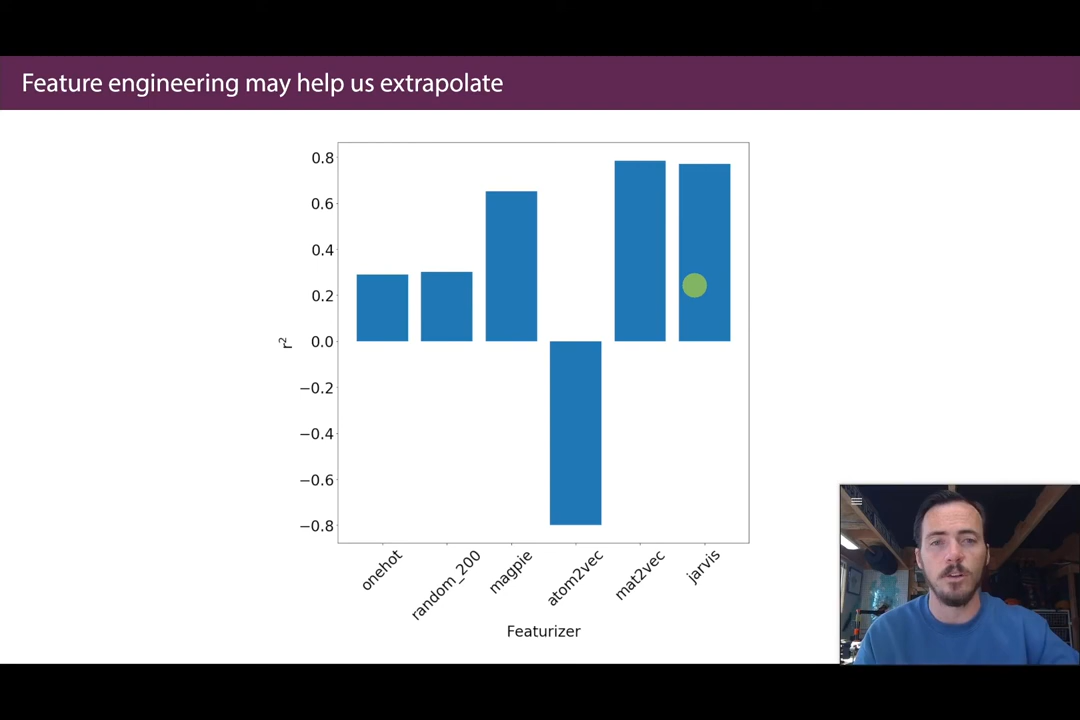 Feature engineering may help us extrapolate
0.8
0.6
0.4
0.2
0.0
−0.2
−0.4
−0.6
−0.8
r²
onehot
random_200
magpie
atom2vec
mat2vec
jarvis
Featurizer